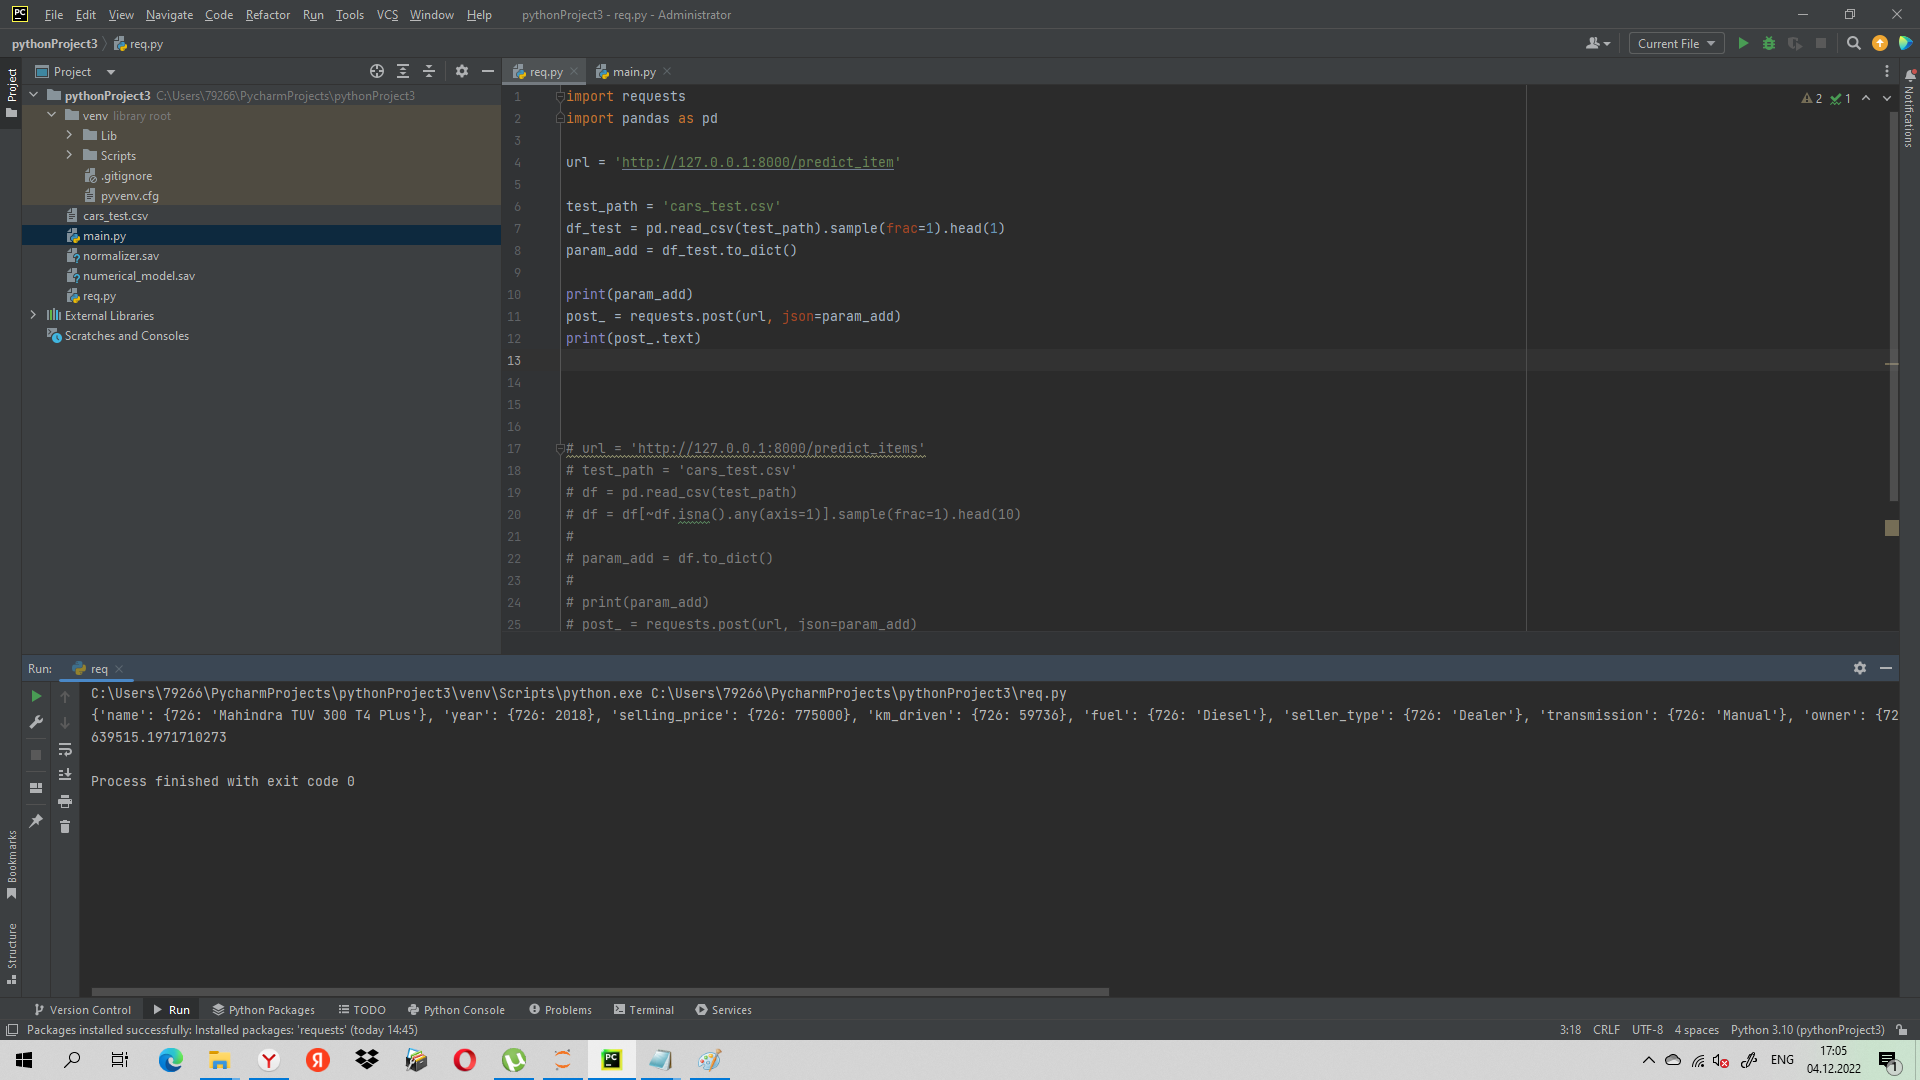 PC File Edit View Navigate Code Refactor Run Tools VCS Window Help pythonProject3 - req.py - Administrator
pythonProject3 req.py Current File
Project
Project
req.py main.py
Notifications
pythonProject3 C:\Users\79266\PycharmProjects\pythonProject3
venv library root
Lib
Scripts
.gitignore
pyvenv.cfg
cars_test.csv
main.py
normalizer.sav
numerical_model.sav
req.py
External Libraries
Scratches and Consoles
2 1
1 import requests
2 import pandas as pd
3
4 url = 'http://127.0.0.1:8000/predict_item'
5
6 test_path = 'cars_test.csv'
7 df_test = pd.read_csv(test_path).sample(frac=1).head(1)
8 param_add = df_test.to_dict()
9
10 print(param_add)
11 post_ = requests.post(url, json=param_add)
12 print(post_.text)
13
14
15
16
17 # url = 'http://127.0.0.1:8000/predict_items'
18 # test_path = 'cars_test.csv'
19 # df = pd.read_csv(test_path)
20 # df = df[~df.isna().any(axis=1)].sample(frac=1).head(10)
21 #
22 # param_add = df.to_dict()
23 #
24 # print(param_add)
25 # post_ = requests.post(url, json=param_add)
Run: req
C:\Users\79266\PycharmProjects\pythonProject3\venv\Scripts\python.exe C:\Users\79266\PycharmProjects\pythonProject3\req.py
{'name': {726: 'Mahindra TUV 300 T4 Plus'}, 'year': {726: 2018}, 'selling_price': {726: 775000}, 'km_driven': {726: 59736}, 'fuel': {726: 'Diesel'}, 'seller_type': {726: 'Dealer'}, 'transmission': {726: 'Manual'}, 'owner': {72
639515.1971710273
Process finished with exit code 0
Bookmarks
Structure
Version Control Run Python Packages TODO Python Console Problems Terminal Services
Packages installed successfully: Installed packages: 'requests' (today 14:45) 3:18 CRLF UTF-8 4 spaces Python 3.10 (pythonProject3)
Y Я PC ENG 17:05
04.12.2022 1